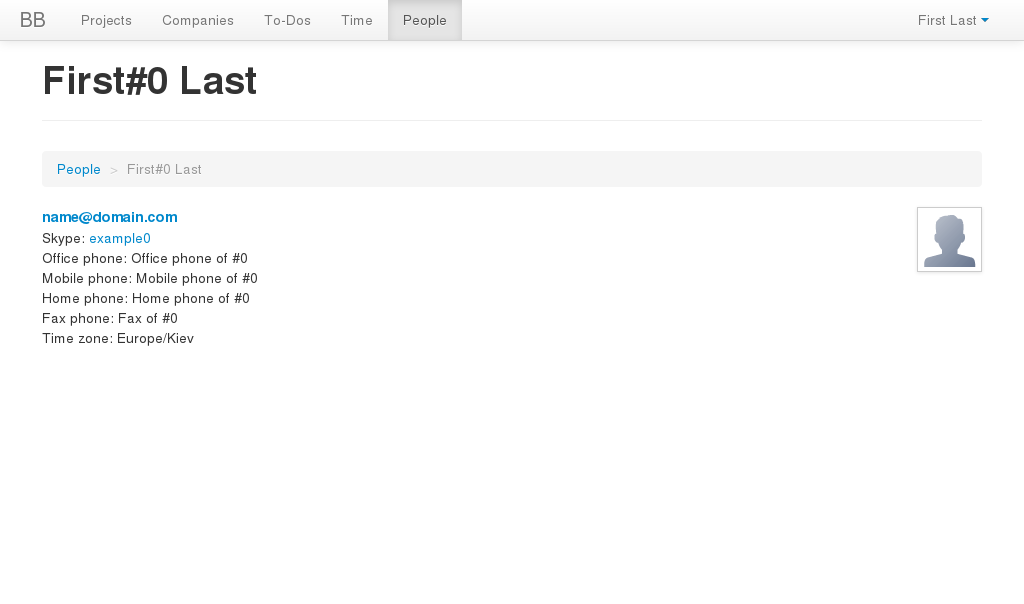 BB Projects Companies To-Dos Time People First Last
First#0 Last
People > First#0 Last
name@domain.com
Skype: example0
Office phone: Office phone of #0
Mobile phone: Mobile phone of #0
Home phone: Home phone of #0
Fax phone: Fax of #0
Time zone: Europe/Kiev